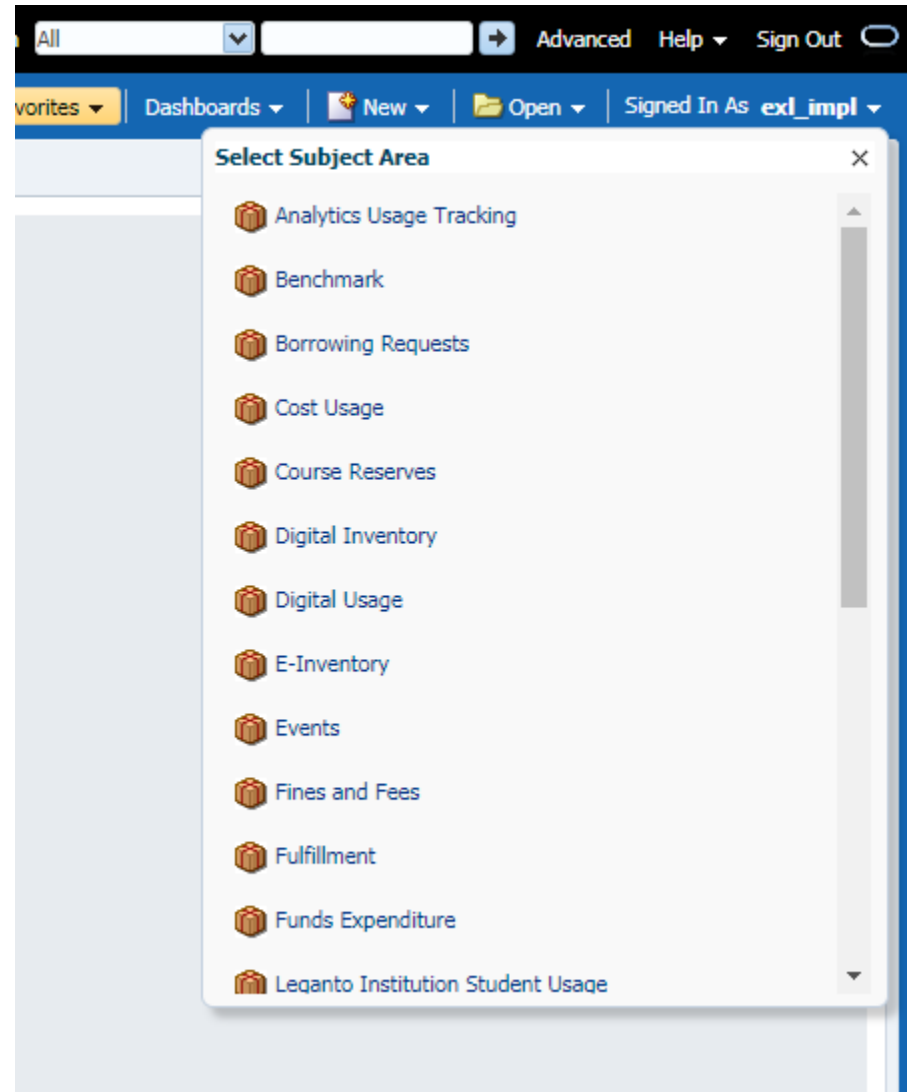 All Advanced Help Sign Out
vorites Dashboards New Open Signed In As exl_impl
Select Subject Area
Analytics Usage Tracking
Benchmark
Borrowing Requests
Cost Usage
Course Reserves
Digital Inventory
Digital Usage
E-Inventory
Events
Fines and Fees
Fulfillment
Funds Expenditure
Leganto Institution Student Usage